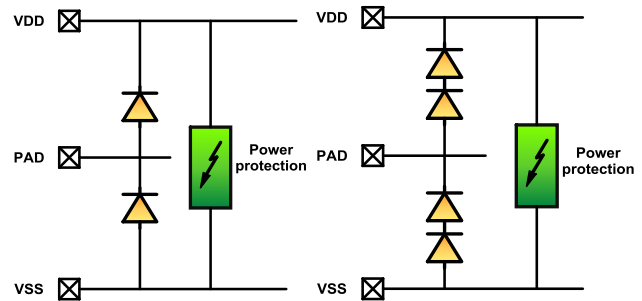 VDD
PAD
Power
protection
VSS
VDD
PAD
Power
protection
VSS